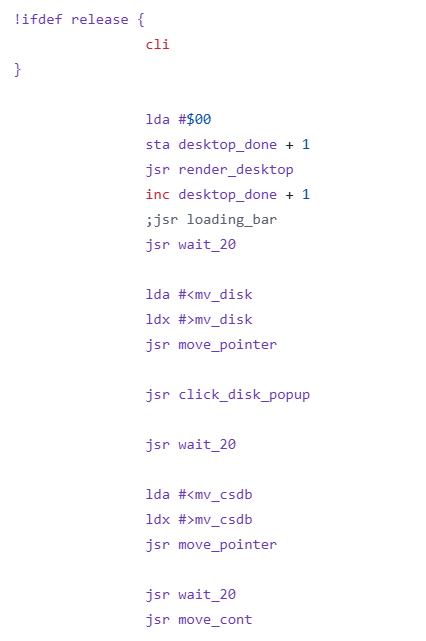 !ifdef release {
                cli
}

                lda #$00
                sta desktop_done + 1
                jsr render_desktop
                inc desktop_done + 1
                ;jsr loading_bar
                jsr wait_20

                lda #<mv_disk
                ldx #>mv_disk
                jsr move_pointer

                jsr click_disk_popup

                jsr wait_20

                lda #<mv_csdb
                ldx #>mv_csdb
                jsr move_pointer

                jsr wait_20
                jsr move_cont